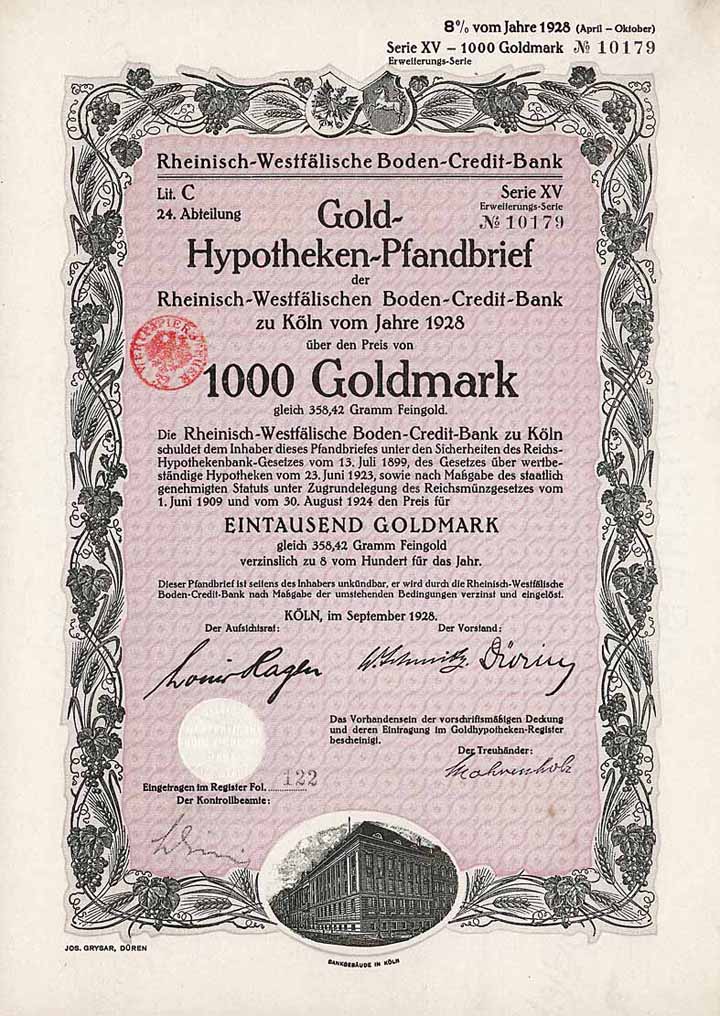 8% vom Jahre 1928 (April – Oktober)
Serie XV – 1000 Goldmark № 10179
Erweiterungs-Serie
Rheinisch-Westfälische Boden-Credit-Bank
Lit. C
24. Abteilung
Serie XV
Erweiterungs-Serie
№ 10179
Gold-
Hypotheken-Pfandbrief
der
Rheinisch-Westfälischen Boden-Credit-Bank
zu Köln vom Jahre 1928
über den Preis von
1000 Goldmark
gleich 358,42 Gramm Feingold.
Die Rheinisch-Westfälische Boden-Credit-Bank zu Köln
schuldet dem Inhaber dieses Pfandbriefes unter den Sicherheiten des Reichs-
Hypothekenbank-Gesetzes vom 13. Juli 1899, des Gesetzes über wertbe-
ständige Hypotheken vom 23. Juni 1923, sowie nach Maßgabe des staatlich
genehmigten Statuts unter Zugrundelegung des Reichsmünzgesetzes vom
1. Juni 1909 und vom 30. August 1924 den Preis für
EINTAUSEND GOLDMARK
gleich 358,42 Gramm Feingold
verzinslich zu 8 vom Hundert für das Jahr.
Dieser Pfandbrief ist seitens des Inhabers unkündbar, er wird durch die Rheinisch-Westfälische
Boden-Credit-Bank nach Maßgabe der umstehenden Bedingungen verzinst und eingelöst.
KÖLN, im September 1928.
Der Aufsichtsrat:
Der Vorstand:
Louis Hagen
W. Schmitz Düring
Das Vorhandensein der vorschriftsmäßigen Deckung
und deren Eintragung im Goldhypotheken-Register
bescheinigt.
Der Treuhänder:
Mohrenholz
Eingetragen im Register Fol. 122
Der Kontrollbeamte:
JOS. GRYSAR, DÜREN
BANKGEBÄUDE IN KÖLN